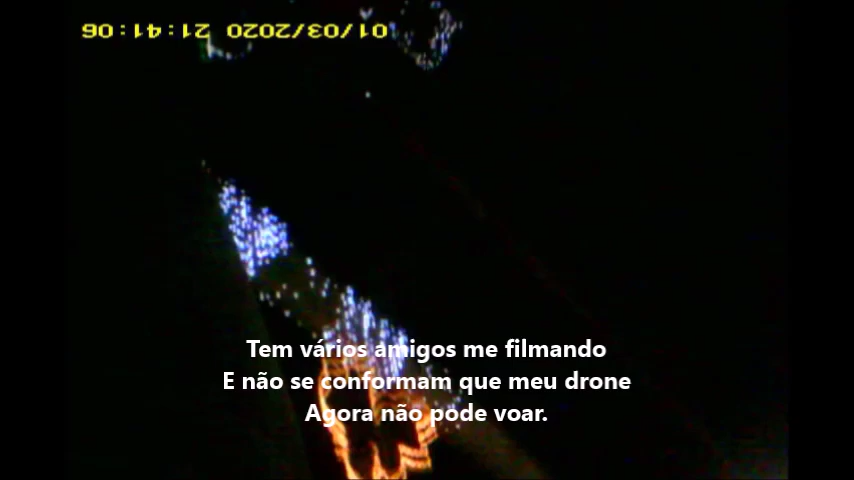 01/03/2020 21:41:06
Tem vários amigos me filmando
E não se conformam que meu drone
Agora não pode voar.